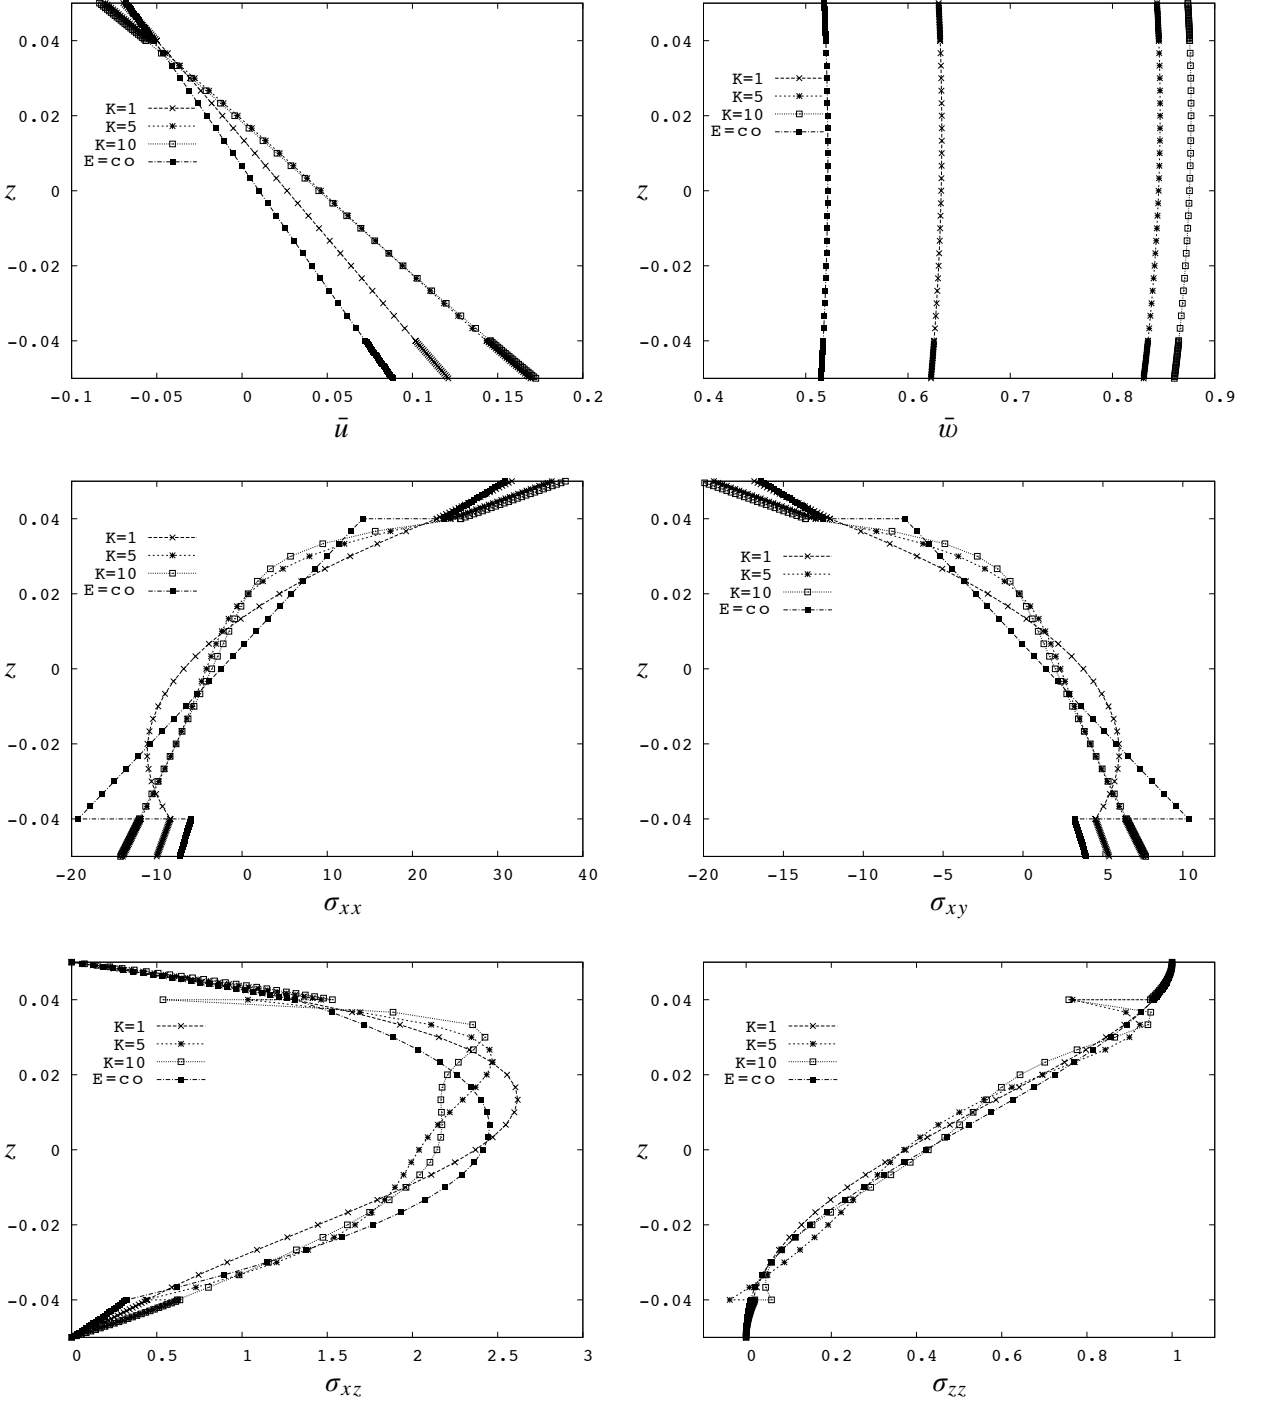 0.04
0.02
z 0
−0.02
−0.04
−0.1 −0.05 0 0.05 0.1 0.15 0.2
ū
K=1
K=5
K=10
E=co
0.04
0.02
z 0
−0.02
−0.04
0.4 0.5 0.6 0.7 0.8 0.9
w̄
K=1
K=5
K=10
E=co
0.04
0.02
z 0
−0.02
−0.04
−20 −10 0 10 20 30 40
σxx
K=1
K=5
K=10
E=co
0.04
0.02
z 0
−0.02
−0.04
−20 −15 −10 −5 0 5 10
σxy
K=1
K=5
K=10
E=co
0.04
0.02
z 0
−0.02
−0.04
0 0.5 1 1.5 2 2.5 3
σxz
K=1
K=5
K=10
E=co
0.04
0.02
z 0
−0.02
−0.04
0 0.2 0.4 0.6 0.8 1
σzz
K=1
K=5
K=10
E=co